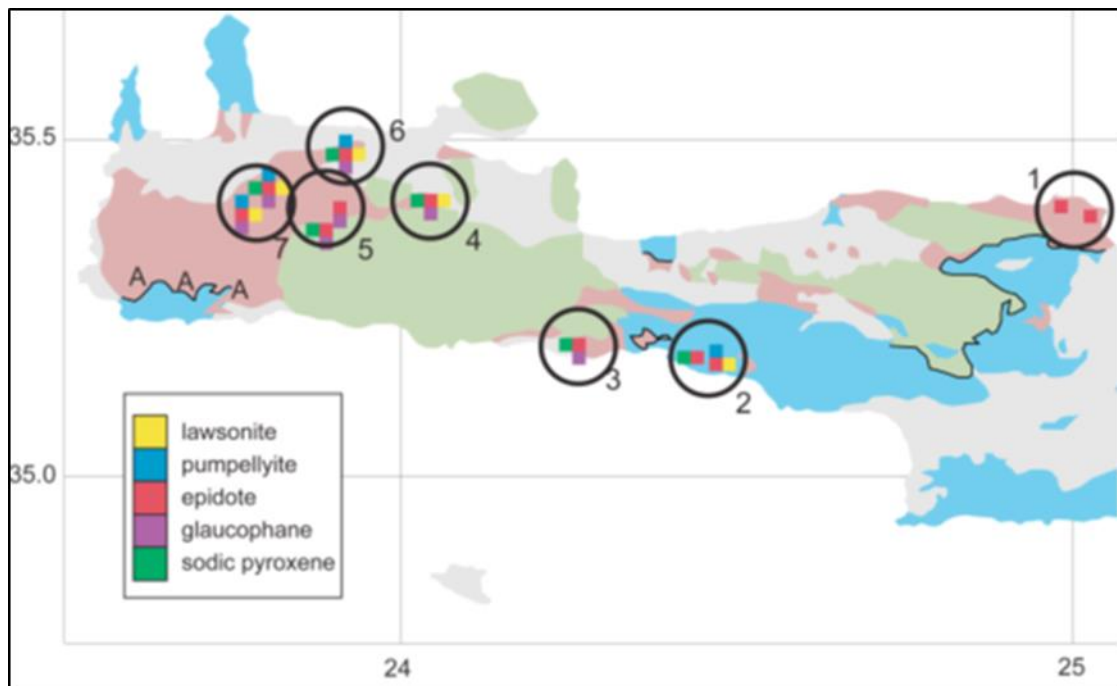 35.5
6
1
7
5
4
A A A
3
2
lawsonite
pumpellyite
epidote
glaucophane
sodic pyroxene
35.0
24
25